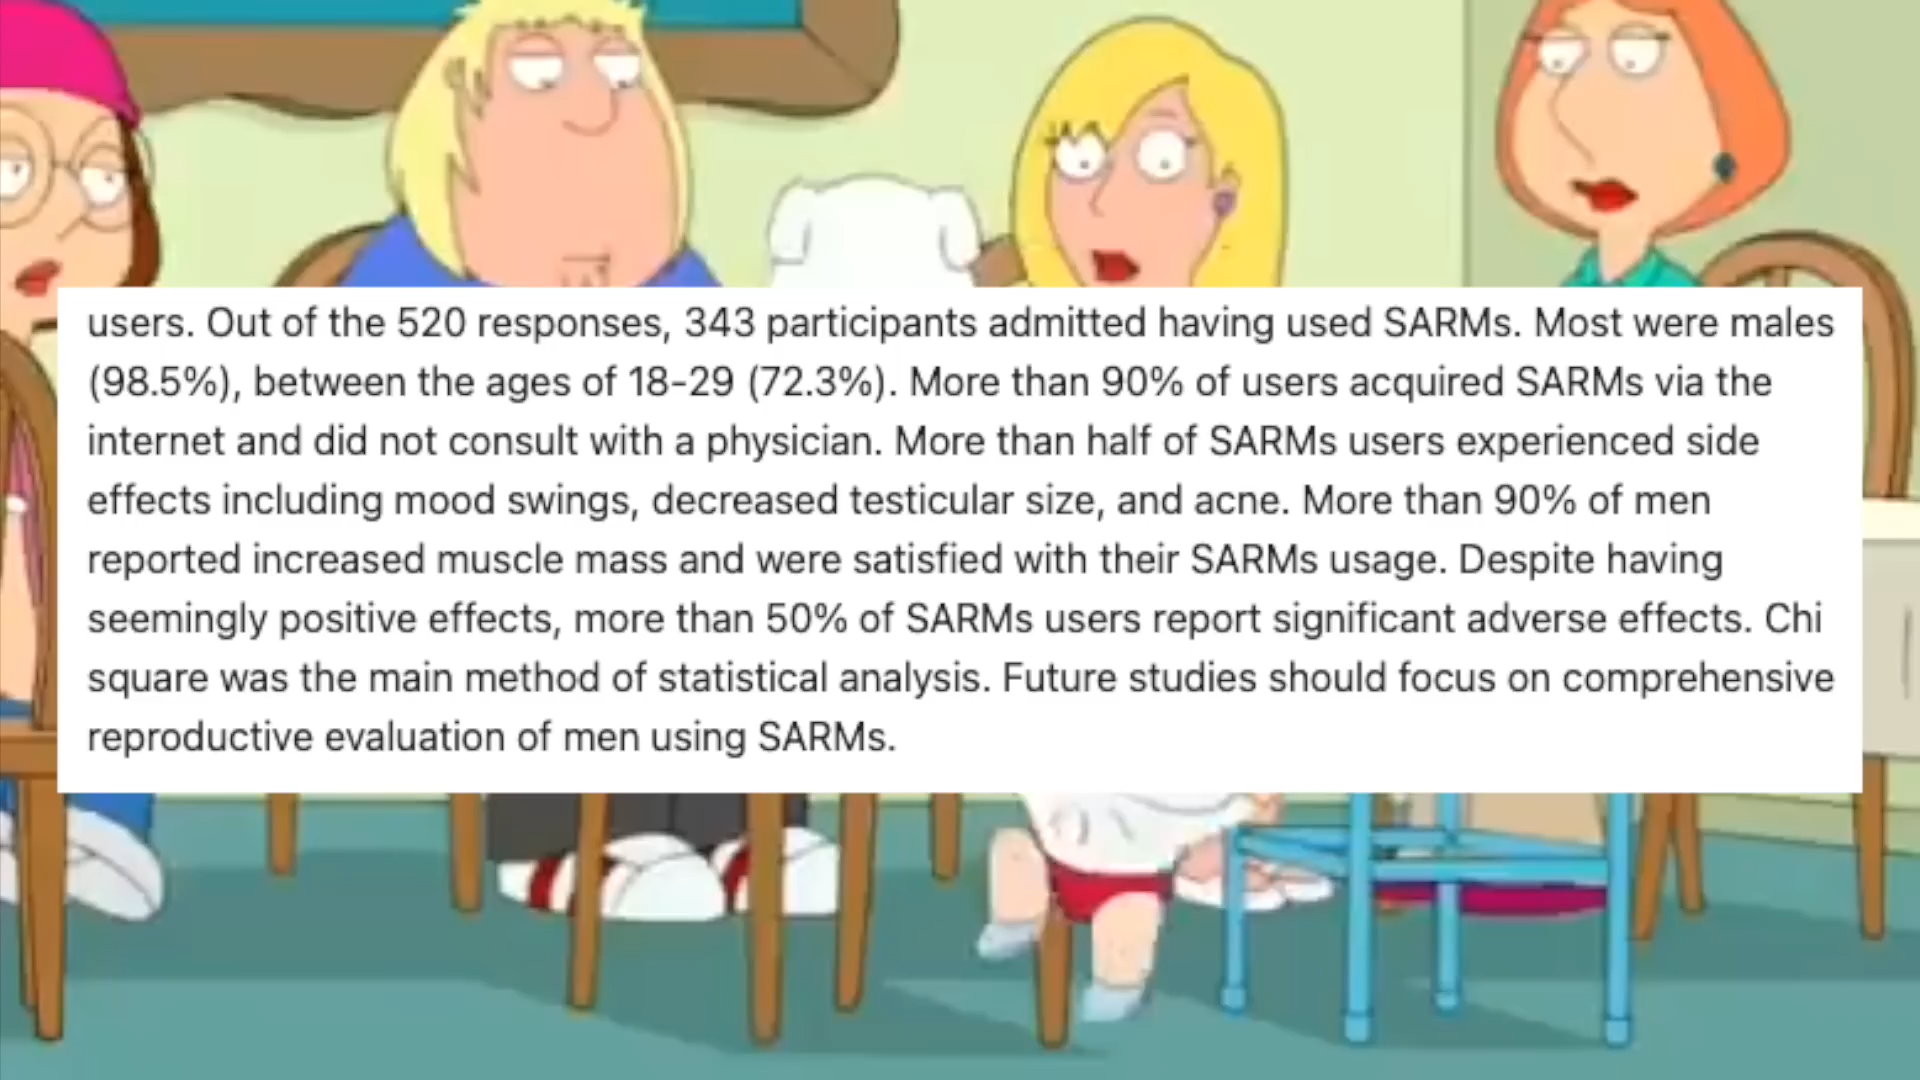 users. Out of the 520 responses, 343 participants admitted having used SARMs. Most were males
(98.5%), between the ages of 18-29 (72.3%). More than 90% of users acquired SARMs via the
internet and did not consult with a physician. More than half of SARMs users experienced side
effects including mood swings, decreased testicular size, and acne. More than 90% of men
reported increased muscle mass and were satisfied with their SARMs usage. Despite having
seemingly positive effects, more than 50% of SARMs users report significant adverse effects. Chi
square was the main method of statistical analysis. Future studies should focus on comprehensive
reproductive evaluation of men using SARMs.